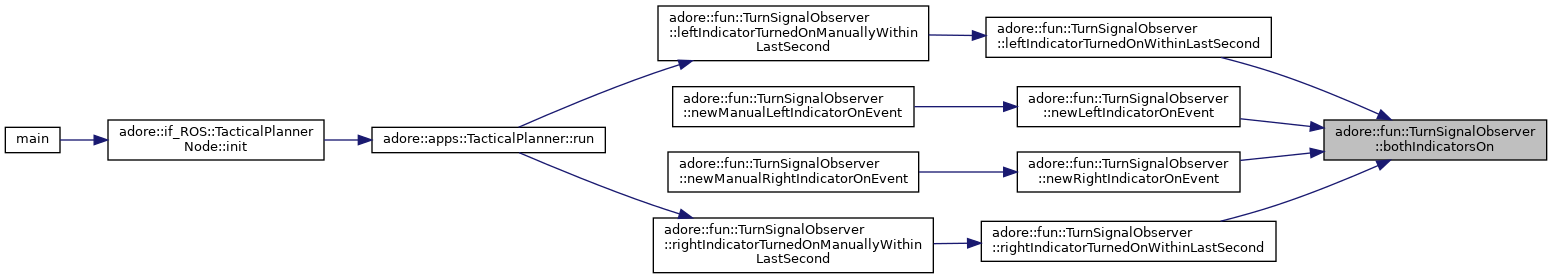 main
adore::if_ROS::TacticalPlanner
Node::init
adore::apps::TacticalPlanner::run
adore::fun::TurnSignalObserver
::leftIndicatorTurnedOnManuallyWithin
LastSecond
adore::fun::TurnSignalObserver
::newManualLeftIndicatorOnEvent
adore::fun::TurnSignalObserver
::newManualRightIndicatorOnEvent
adore::fun::TurnSignalObserver
::rightIndicatorTurnedOnManuallyWithin
LastSecond
adore::fun::TurnSignalObserver
::leftIndicatorTurnedOnWithinLastSecond
adore::fun::TurnSignalObserver
::newLeftIndicatorOnEvent
adore::fun::TurnSignalObserver
::newRightIndicatorOnEvent
adore::fun::TurnSignalObserver
::rightIndicatorTurnedOnWithinLastSecond
adore::fun::TurnSignalObserver
::bothIndicatorsOn